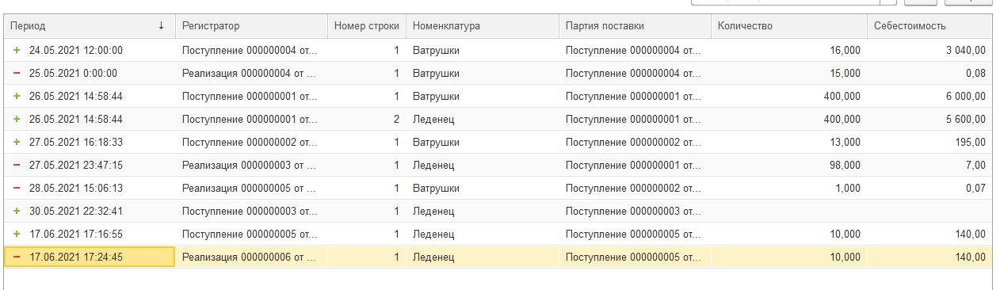 Период ↓ Регистратор Номер строки Номенклатура Партия поставки Количество Себестоимость
+ 24.05.2021 12:00:00 Поступление 000000004 от... 1 Ватрушки Поступление 000000004 от... 16,000 3 040,00
− 25.05.2021 0:00:00 Реализация 000000004 от ... 1 Ватрушки Поступление 000000004 от... 15,000 0,08
+ 26.05.2021 14:58:44 Поступление 000000001 от... 1 Ватрушки Поступление 000000001 от... 400,000 6 000,00
+ 26.05.2021 14:58:44 Поступление 000000001 от... 2 Леденец Поступление 000000001 от... 400,000 5 600,00
+ 27.05.2021 16:18:33 Поступление 000000002 от... 1 Ватрушки Поступление 000000002 от... 13,000 195,00
− 27.05.2021 23:47:15 Реализация 000000003 от ... 1 Леденец Поступление 000000001 от... 98,000 7,00
− 28.05.2021 15:06:13 Реализация 000000005 от ... 1 Ватрушки Поступление 000000002 от... 1,000 0,07
+ 30.05.2021 22:32:41 Поступление 000000003 от... 1 Леденец Поступление 000000003 от...
+ 17.06.2021 17:16:55 Поступление 000000005 от... 1 Леденец Поступление 000000005 от... 10,000 140,00
− 17.06.2021 17:24:45 Реализация 000000006 от ... 1 Леденец Поступление 000000005 от... 10,000 140,00